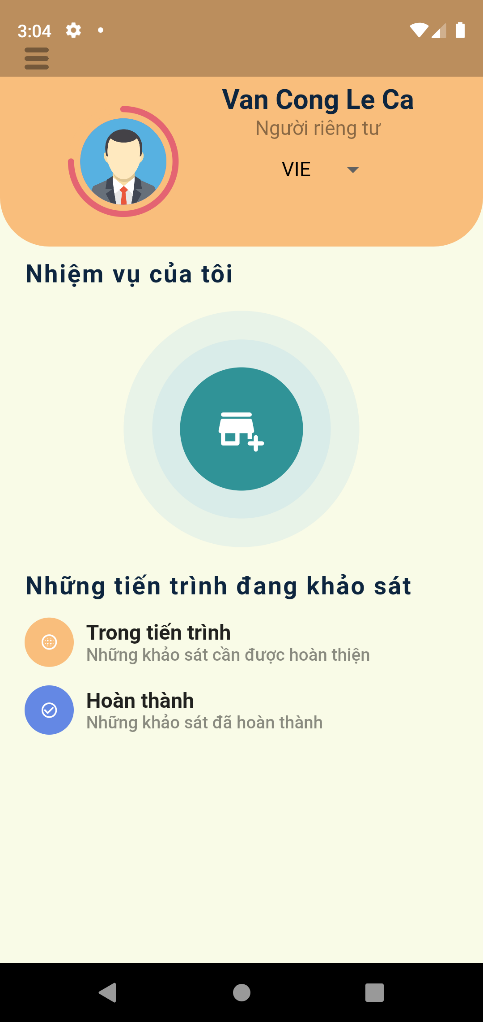 3:04
Van Cong Le Ca
Người riêng tư
VIE
Nhiệm vụ của tôi
Những tiến trình đang khảo sát
Trong tiến trình
Những khảo sát cần được hoàn thiện
Hoàn thành
Những khảo sát đã hoàn thành